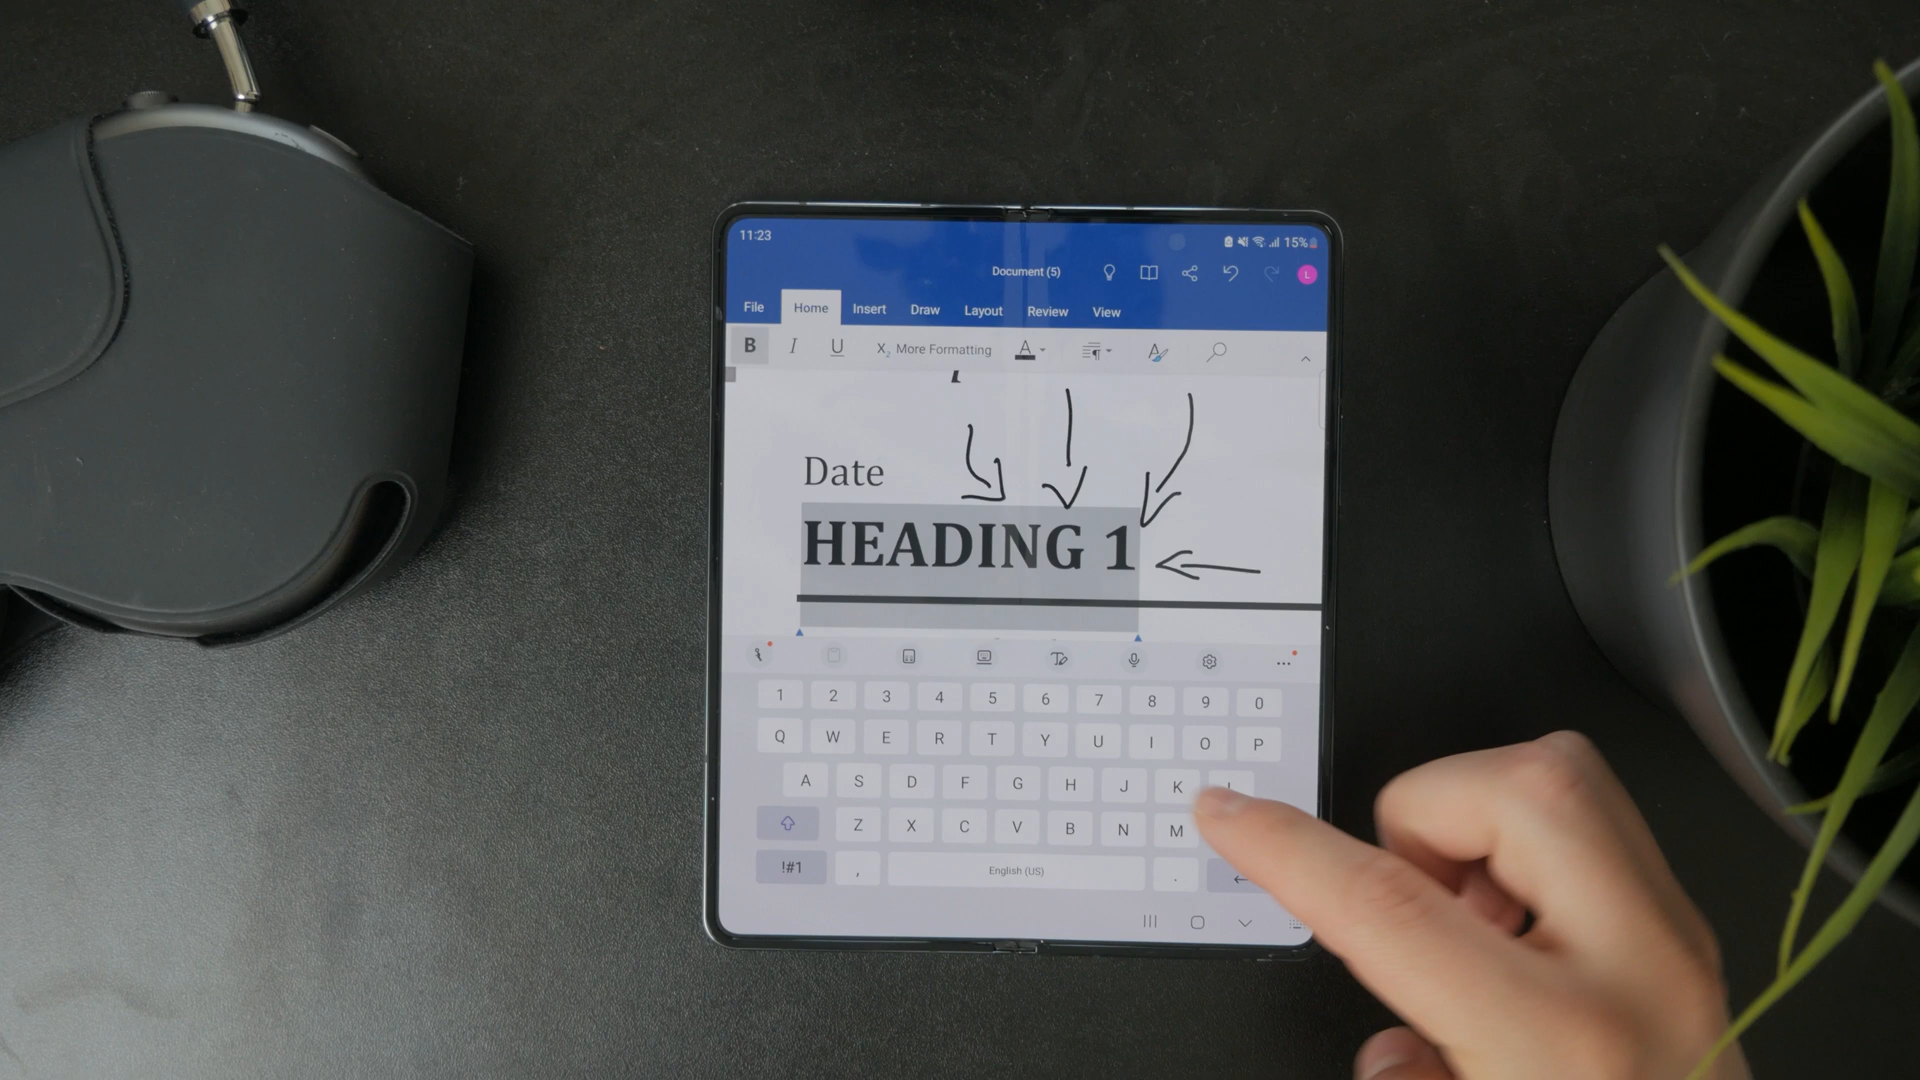 11:23
15%
Document (5)
L
File Home Insert Draw Layout Review View
B I U X₂ More Formatting A
Date
HEADING 1
1 2 3 4 5 6 7 8 9 0
Q W E R T Y U I O P
A S D F G H J K
Z X C V B N M
!#1 , English (US) .